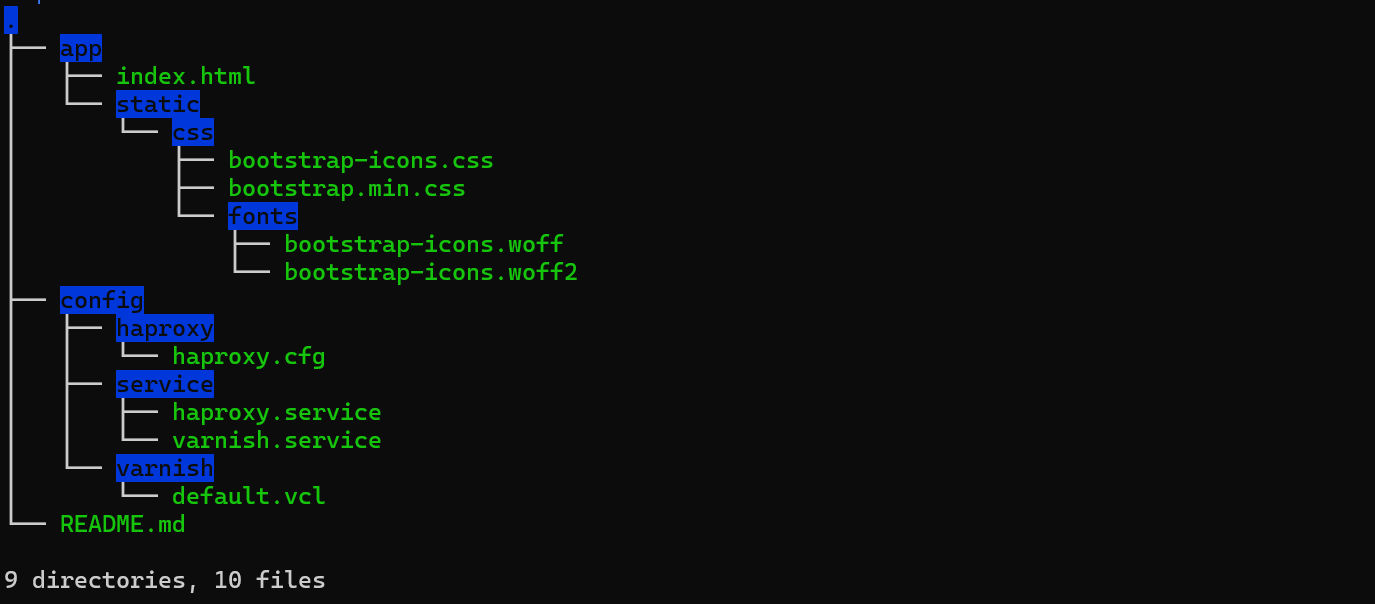 .
├── app
│   ├── index.html
│   └── static
│       └── css
│           ├── bootstrap-icons.css
│           ├── bootstrap.min.css
│           └── fonts
│               ├── bootstrap-icons.woff
│               └── bootstrap-icons.woff2
├── config
│   ├── haproxy
│   │   └── haproxy.cfg
│   ├── service
│   │   ├── haproxy.service
│   │   └── varnish.service
│   └── varnish
│       └── default.vcl
└── README.md

9 directories, 10 files